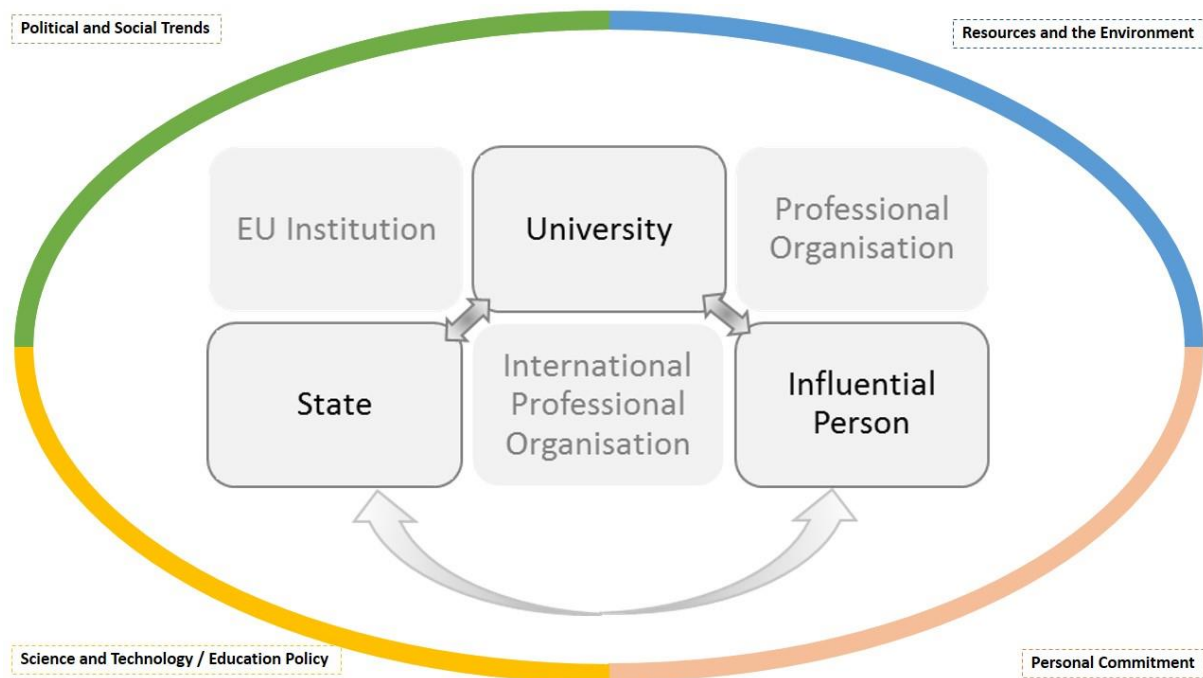 Political and Social Trends
Resources and the Environment
EU Institution
University
Professional
Organisation
State
International
Professional
Organisation
Influential
Person
Science and Technology / Education Policy
Personal Commitment